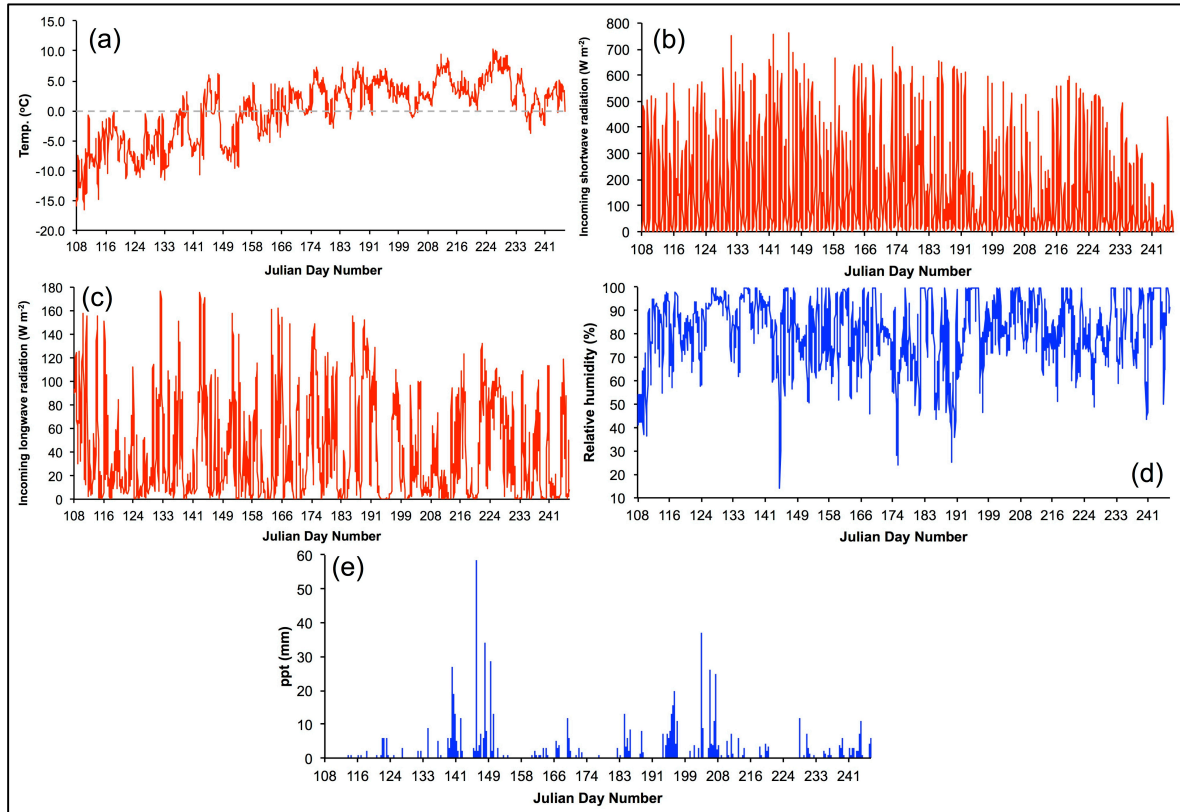 (a)
Temp. (°C)
15.0
10.0
5.0
0.0
-5.0
-10.0
-15.0
-20.0
108 116 124 133 141 149 158 166 174 183 191 199 209 216 224 233 241
Julian Day Number
(b)
Incoming shortwave radiation (W m⁻²)
800
700
600
500
400
300
200
100
0
108 116 124 133 141 149 158 166 174 183 191 199 208 216 224 233 241
Julian Day Number
(c)
Incoming longwave radiation (W m⁻²)
180
160
140
120
100
80
60
40
20
0
108 116 124 133 141 149 158 166 174 183 191 199 209 216 224 233 241
Julian Day Number
(d)
Relative humidity (%)
100
90
80
70
60
50
40
30
20
10
108 116 124 133 141 149 158 166 174 183 191 199 208 216 224 233 241
Julian Day Number
(e)
ppt (mm)
60
50
40
30
20
10
0
108 116 124 133 141 149 158 166 174 183 191 199 208 216 224 233 241
Julian Day Number